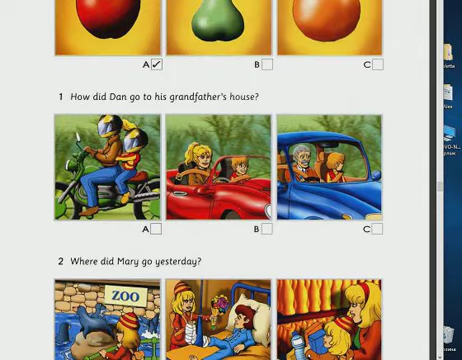 A ✓ B C
1 How did Dan go to his grandfather's house?
A B C
2 Where did Mary go yesterday?
ZOO